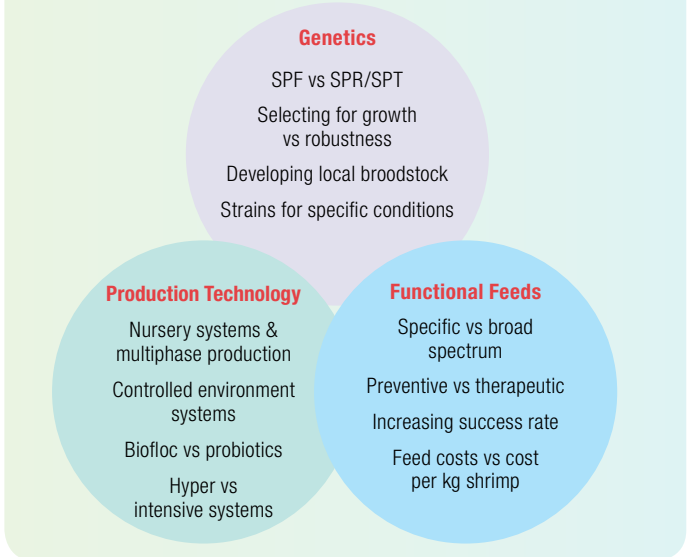 Genetics
SPF vs SPR/SPT
Selecting for growth
vs robustness
Developing local broodstock
Strains for specific conditions
Production Technology
Nursery systems &
multiphase production
Controlled environment
systems
Biofloc vs probiotics
Hyper vs
intensive systems
Functional Feeds
Specific vs broad
spectrum
Preventive vs therapeutic
Increasing success rate
Feed costs vs cost
per kg shrimp